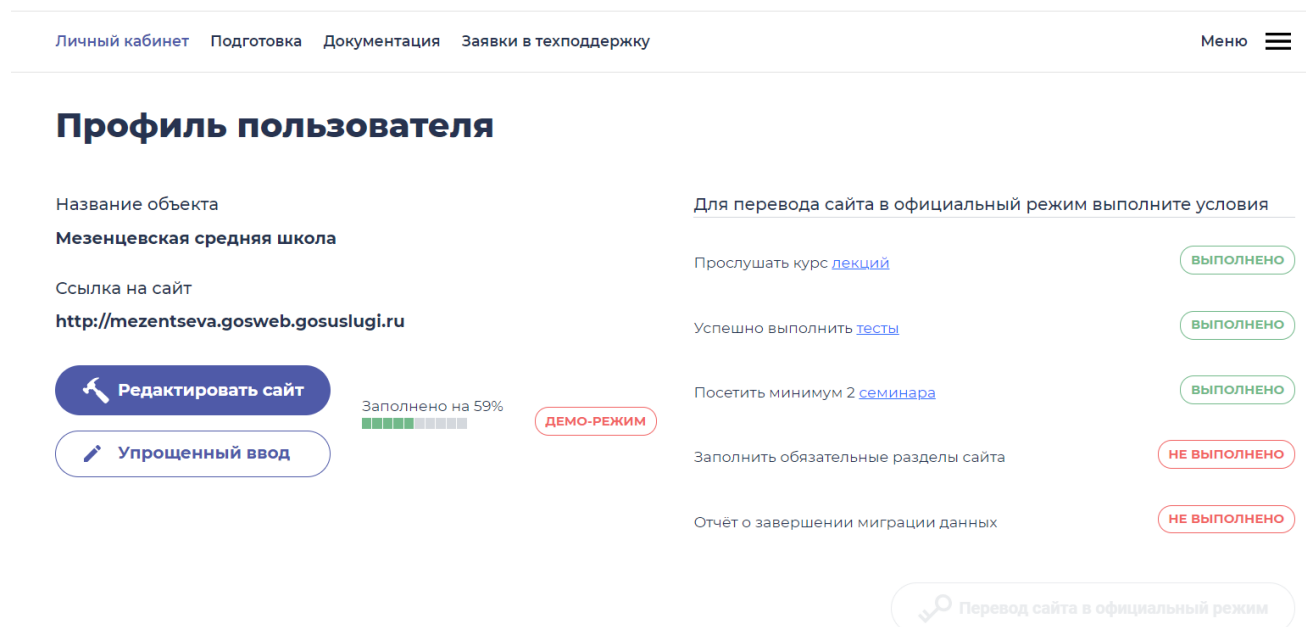 Личный кабинет Подготовка Документация Заявки в техподдержку Меню
Профиль пользователя
Название объекта
Мезенцевская средняя школа
Ссылка на сайт
http://mezentseva.gosweb.gosuslugi.ru
Редактировать сайт
Упрощенный ввод
Заполнено на 59%
ДЕМО-РЕЖИМ
Для перевода сайта в официальный режим выполните условия
Прослушать курс лекций ВЫПОЛНЕНО
Успешно выполнить тесты ВЫПОЛНЕНО
Посетить минимум 2 семинара ВЫПОЛНЕНО
Заполнить обязательные разделы сайта НЕ ВЫПОЛНЕНО
Отчёт о завершении миграции данных НЕ ВЫПОЛНЕНО
Перевод сайта в официальный режим